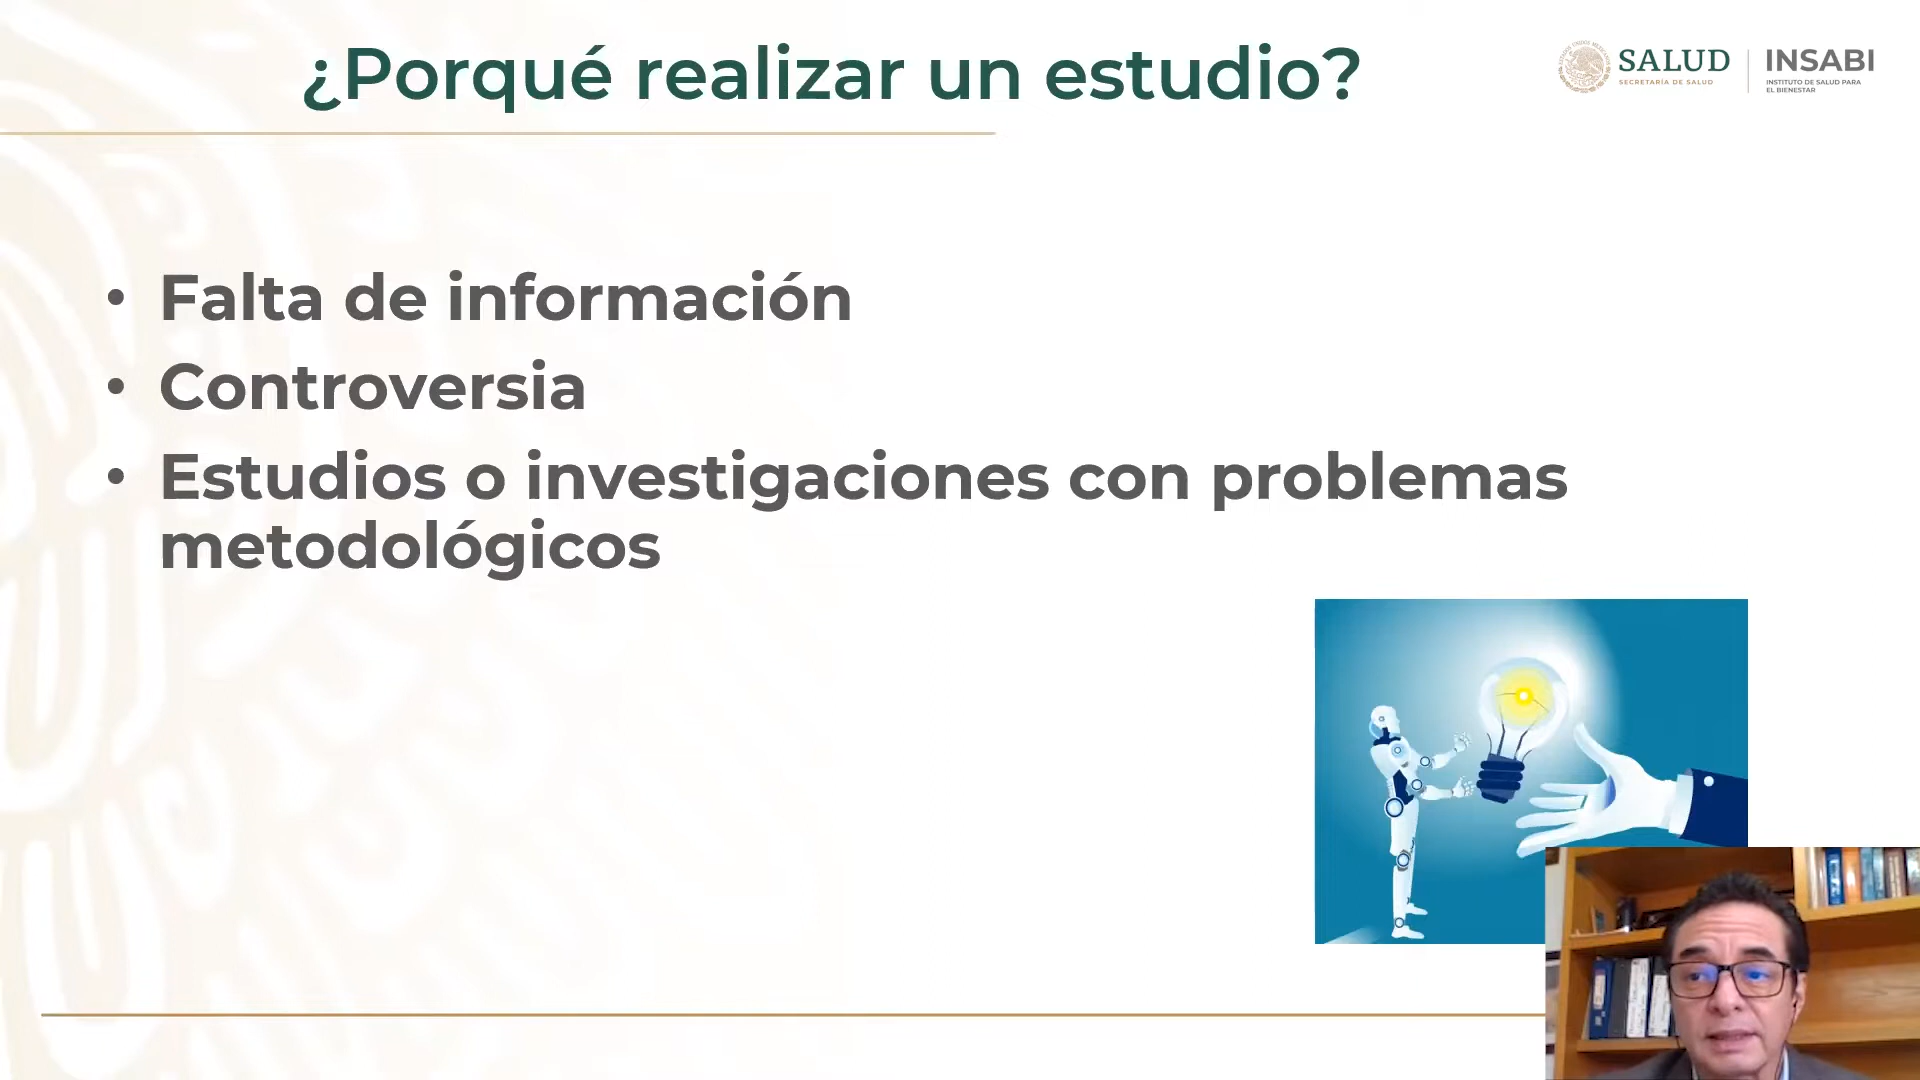 ¿Porqué realizar un estudio?
SALUD
SECRETARÍA DE SALUD
INSABI
INSTITUTO DE SALUD PARA
EL BIENESTAR
• Falta de información
• Controversia
• Estudios o investigaciones con problemas
metodológicos